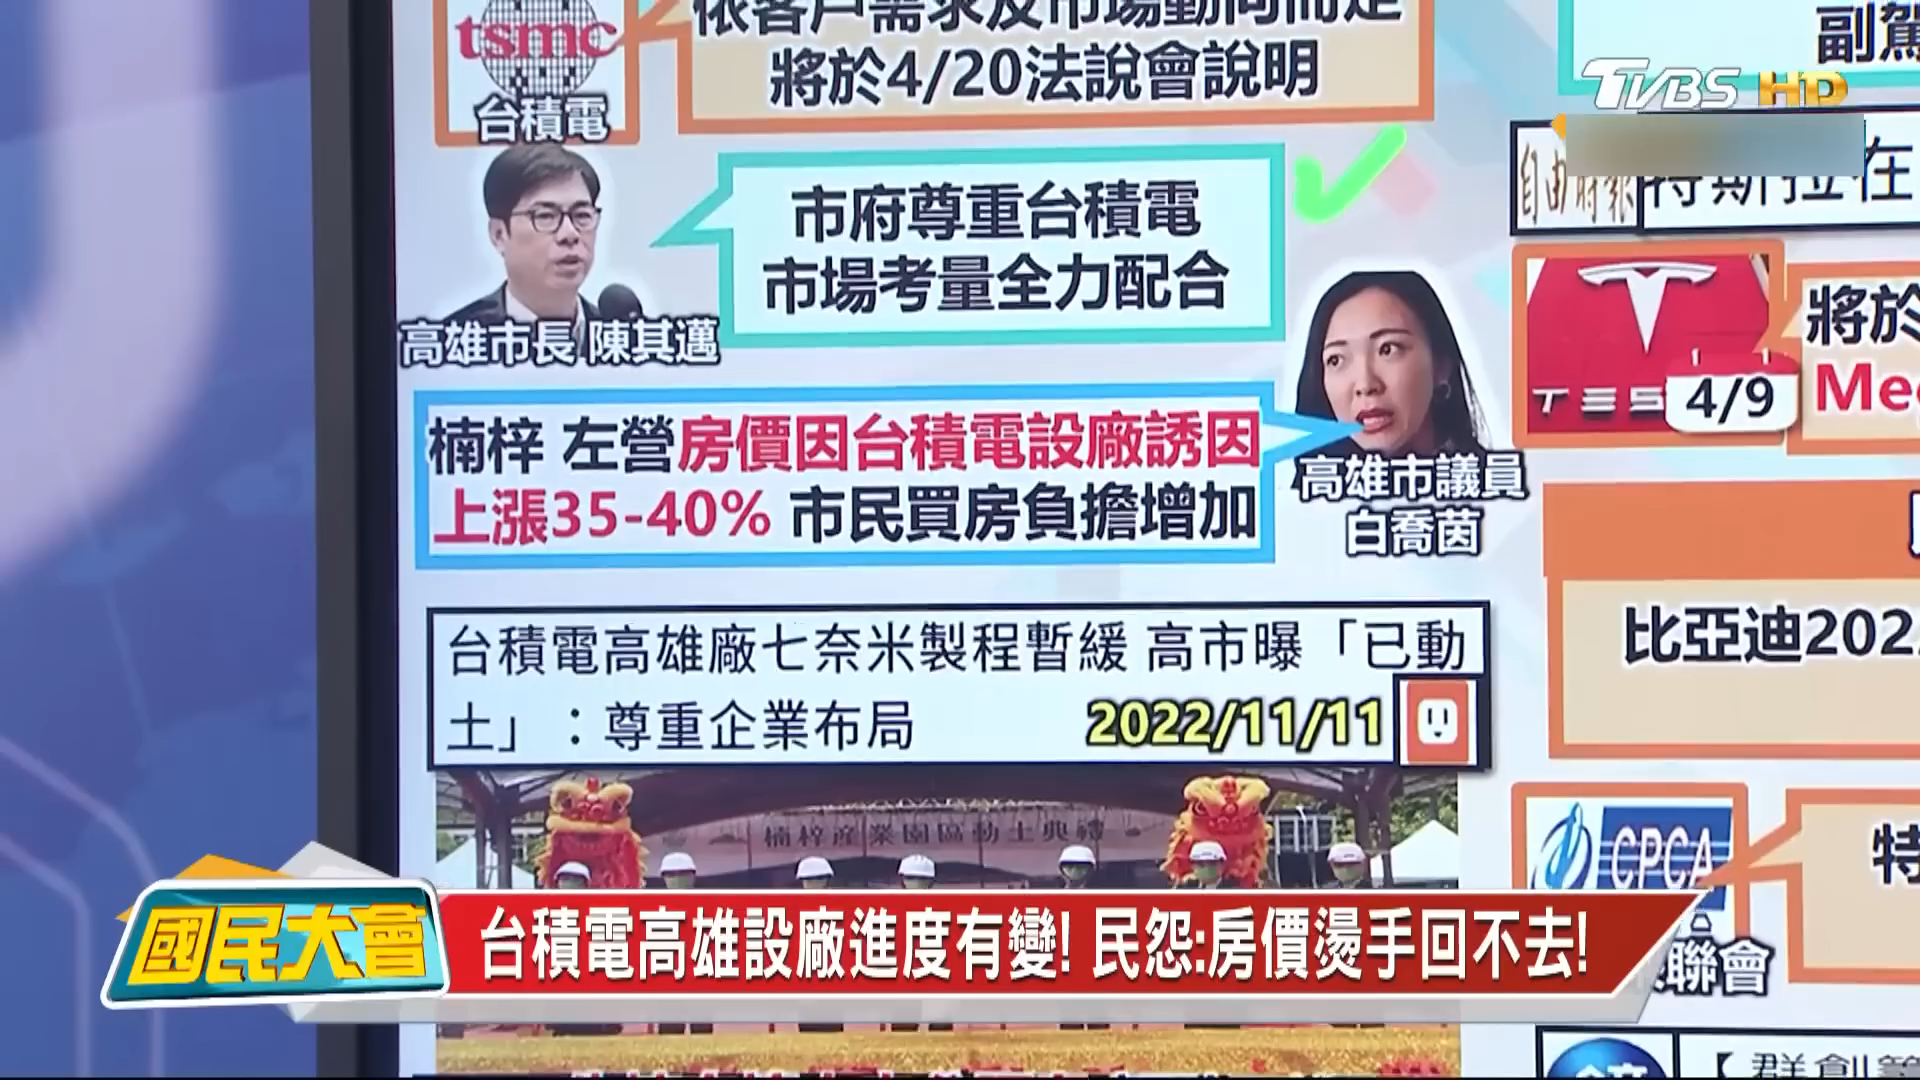 tsmc
台積電
依客戶需求及市場動向而定
將於4/20法說會說明
副駕
TVBS HD
市府尊重台積電
市場考量全力配合
高雄市長 陳其邁
自由時報
特斯拉在
TES
4/9
將於
楠梓 左營房價因台積電設廠誘因
上漲35-40% 市民買房負擔增加
高雄市議員
白喬茵
比亞迪202
台積電高雄廠七奈米製程暫緩 高市曝「已動
土」：尊重企業布局
2022/11/11
楠梓產業園區動土典禮
CPCA
特
聯會
國民大會
台積電高雄設廠進度有變! 民怨:房價燙手回不去!